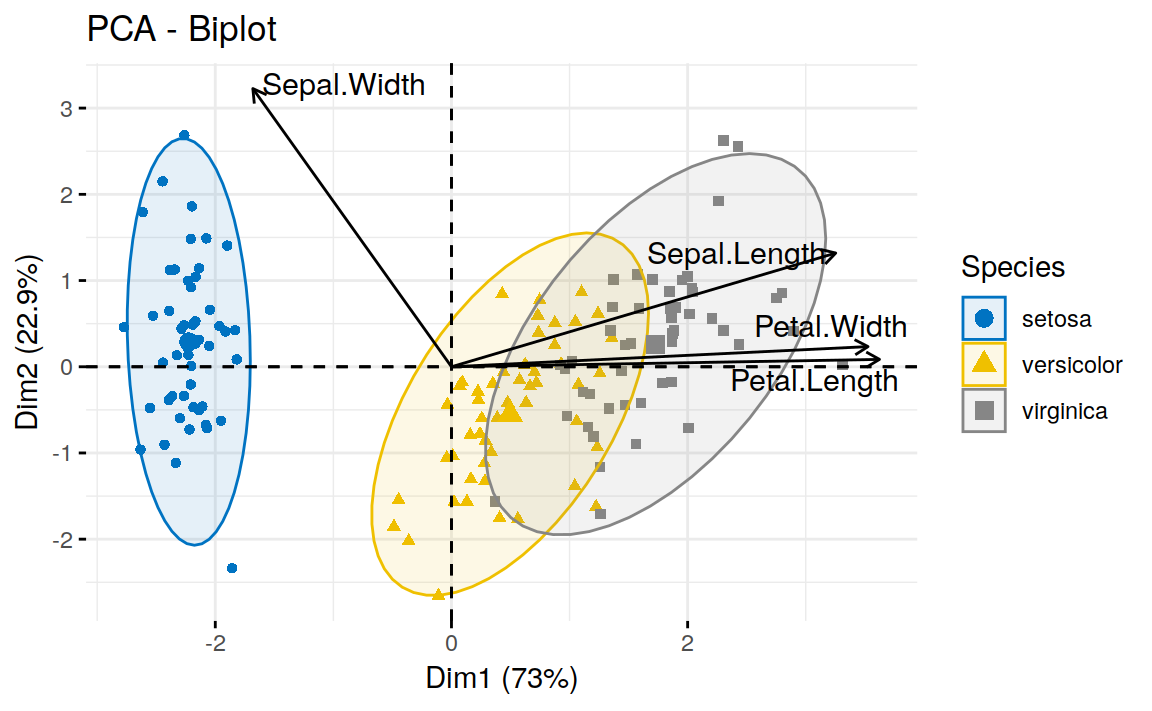 PCA - Biplot
Sepal.Width
Sepal.Length
Petal.Width
Petal.Length
3
2
1
0
-1
-2
-2
0
2
Dim1 (73%)
Dim2 (22.9%)
Species
setosa
versicolor
virginica